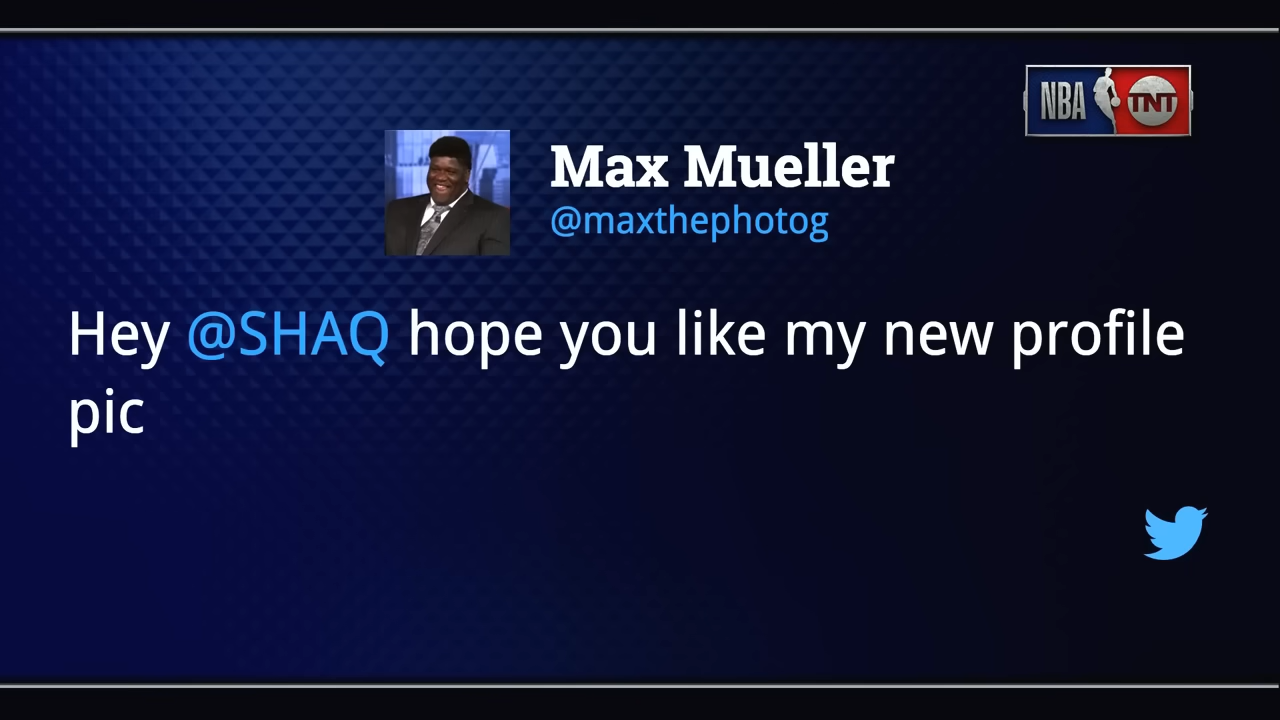 NBA TNT
Max Mueller
@maxthephotog
Hey @SHAQ hope you like my new profile
pic